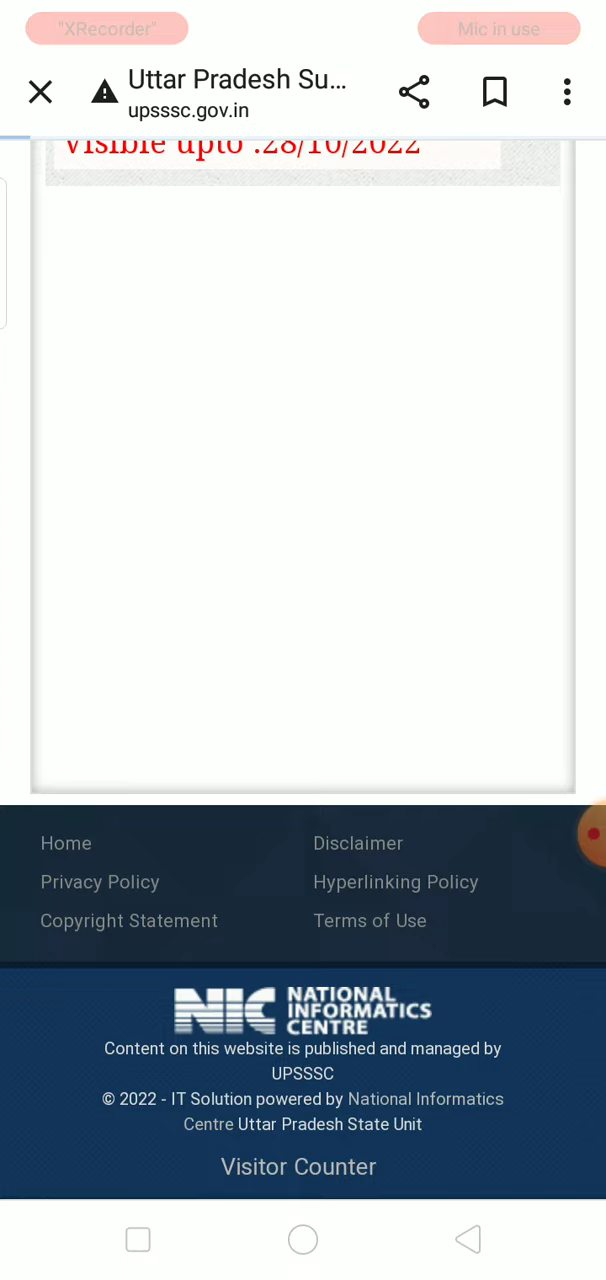 "XRecorder" Mic in use
Uttar Pradesh Su...
upsssc.gov.in
Visible upto :28/10/2022
Home Disclaimer
Privacy Policy Hyperlinking Policy
Copyright Statement Terms of Use
NIC NATIONAL
INFORMATICS
CENTRE
Content on this website is published and managed by
UPSSSC
© 2022 - IT Solution powered by National Informatics
Centre Uttar Pradesh State Unit
Visitor Counter